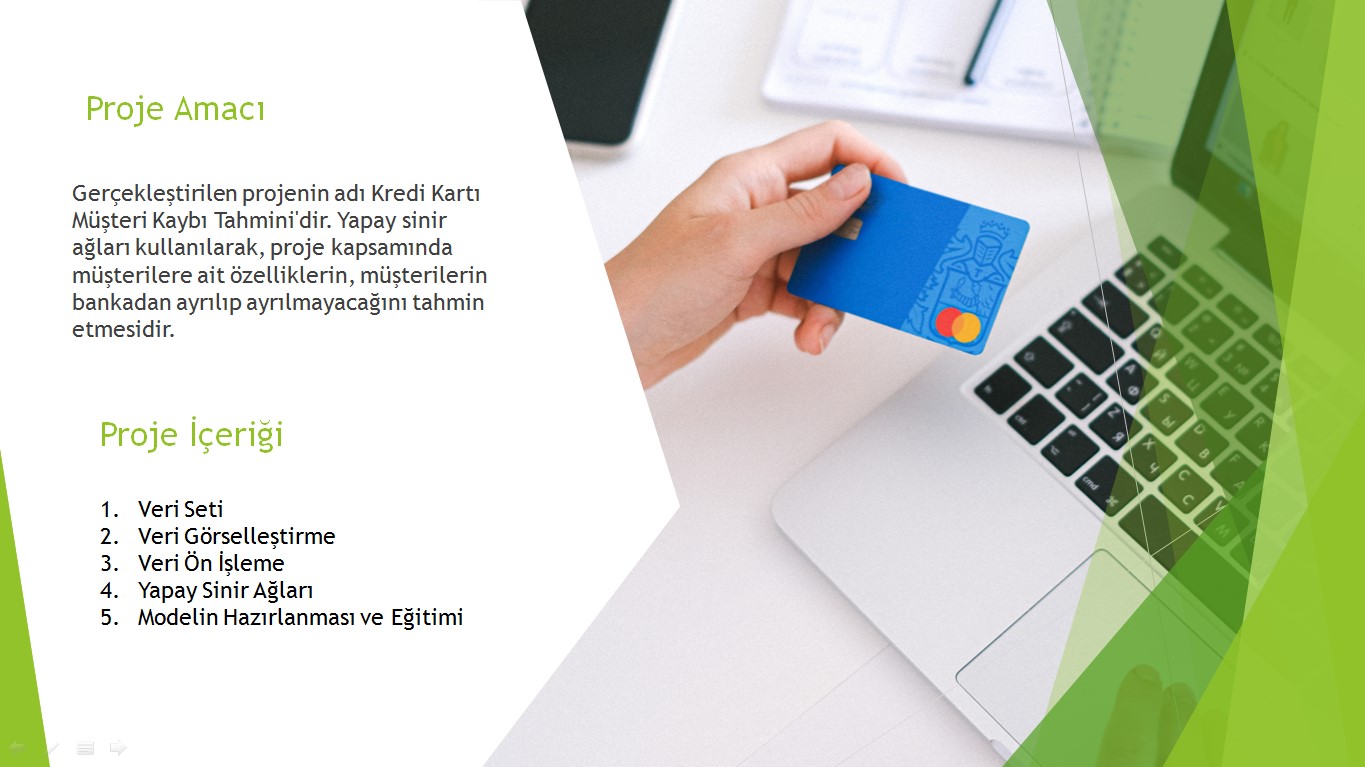 Proje Amacı
Gerçekleştirilen projenin adı Kredi Kartı
Müşteri Kaybı Tahmini'dir. Yapay sinir
ağları kullanılarak, proje kapsamında
müşterilere ait özelliklerin, müşterilerin
bankadan ayrılıp ayrılmayacağını tahmin
etmesidir.
Proje İçeriği
1. Veri Seti
2. Veri Görselleştirme
3. Veri Ön İşleme
4. Yapay Sinir Ağları
5. Modelin Hazırlanması ve Eğitimi
cmd